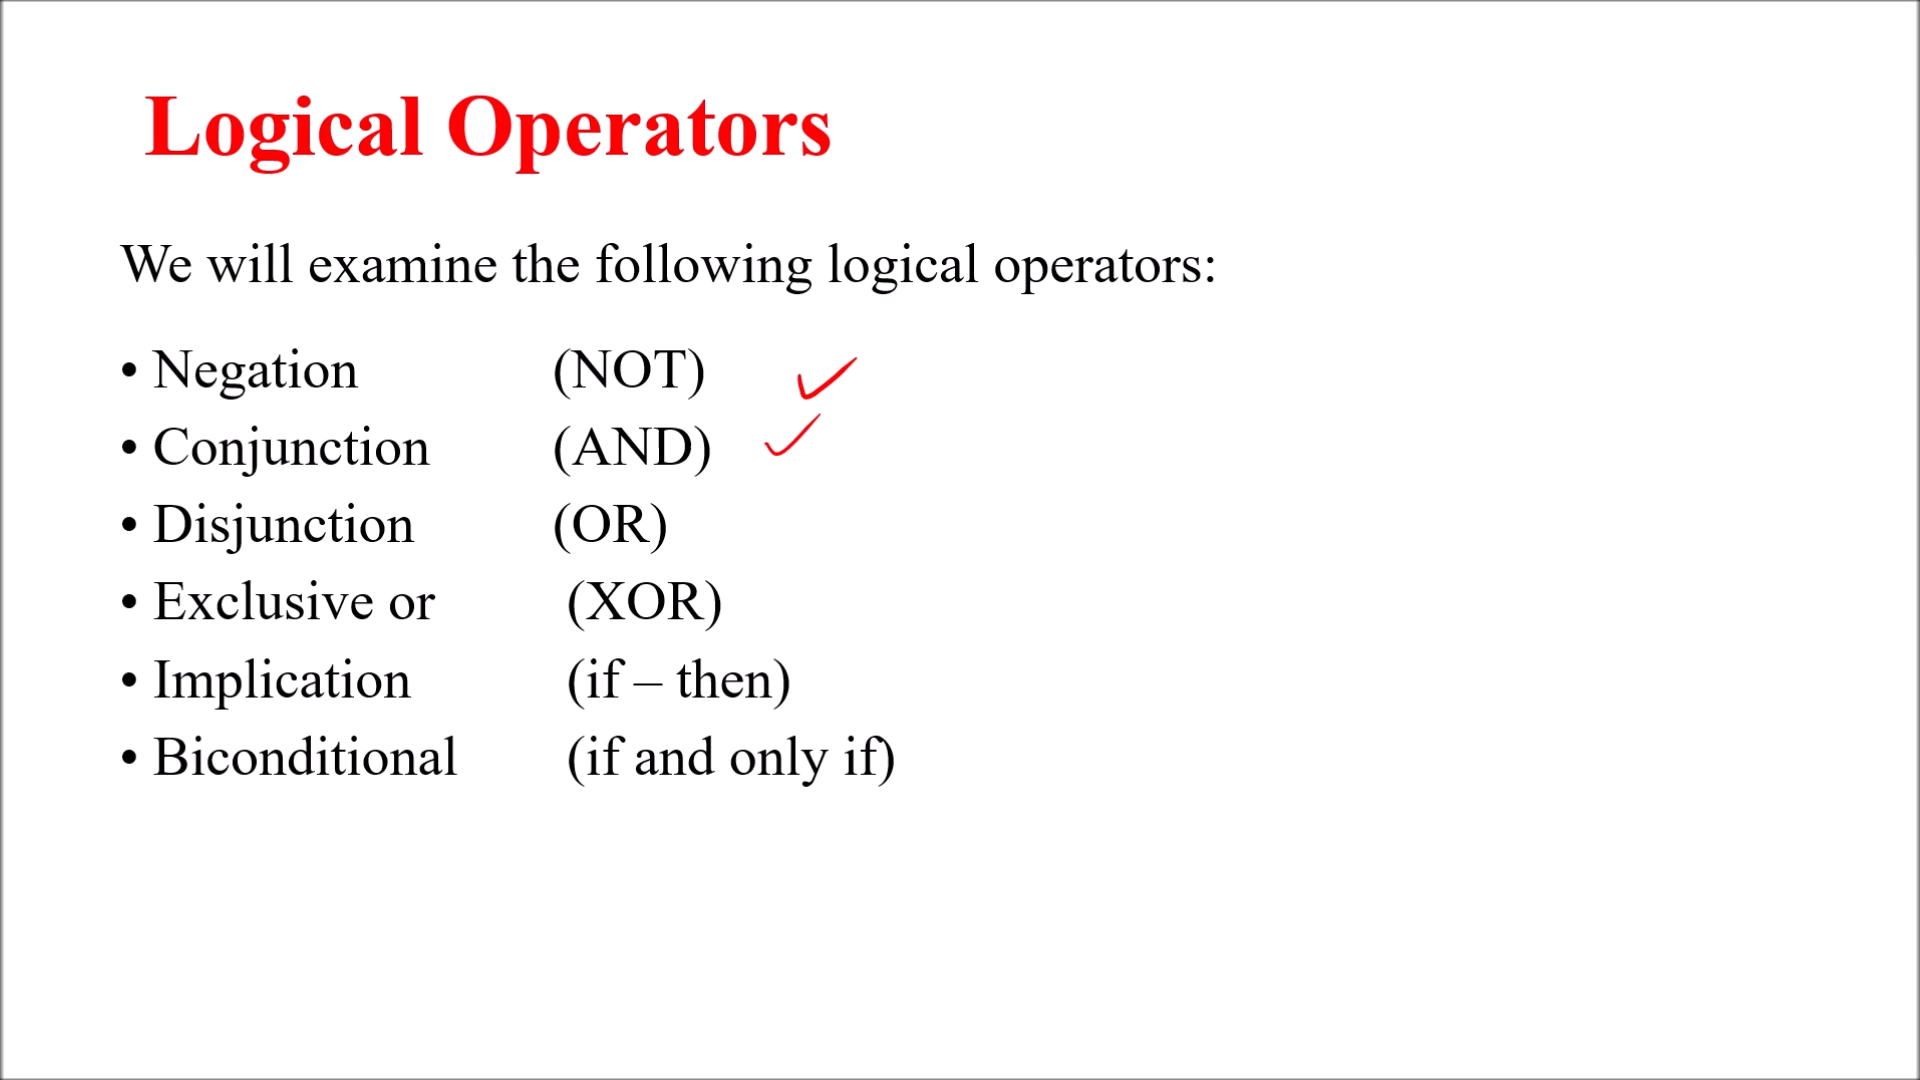 Logical Operators
We will examine the following logical operators:
• Negation (NOT)
• Conjunction (AND)
• Disjunction (OR)
• Exclusive or (XOR)
• Implication (if – then)
• Biconditional (if and only if)